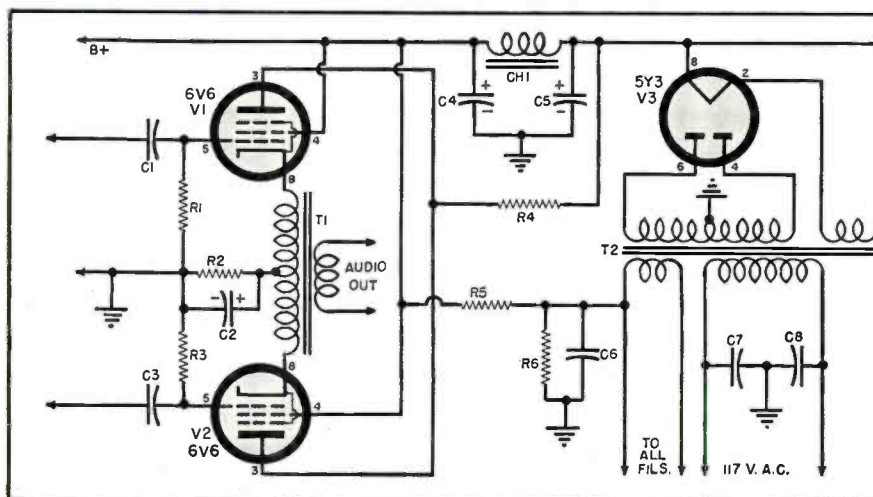 B+
6V6
V1
3
5
4
8
C1
R1
R2
C2
R3
C3
T1
AUDIO
OUT
8
5
4
3
V2
6V6
C4
+
-
CH1
C5
+
-
R4
R5
R6
C6
5Y3
V3
8
2
6
4
T2
C7
C8
TO
ALL
FILS.
117 V. A.C.
-
+